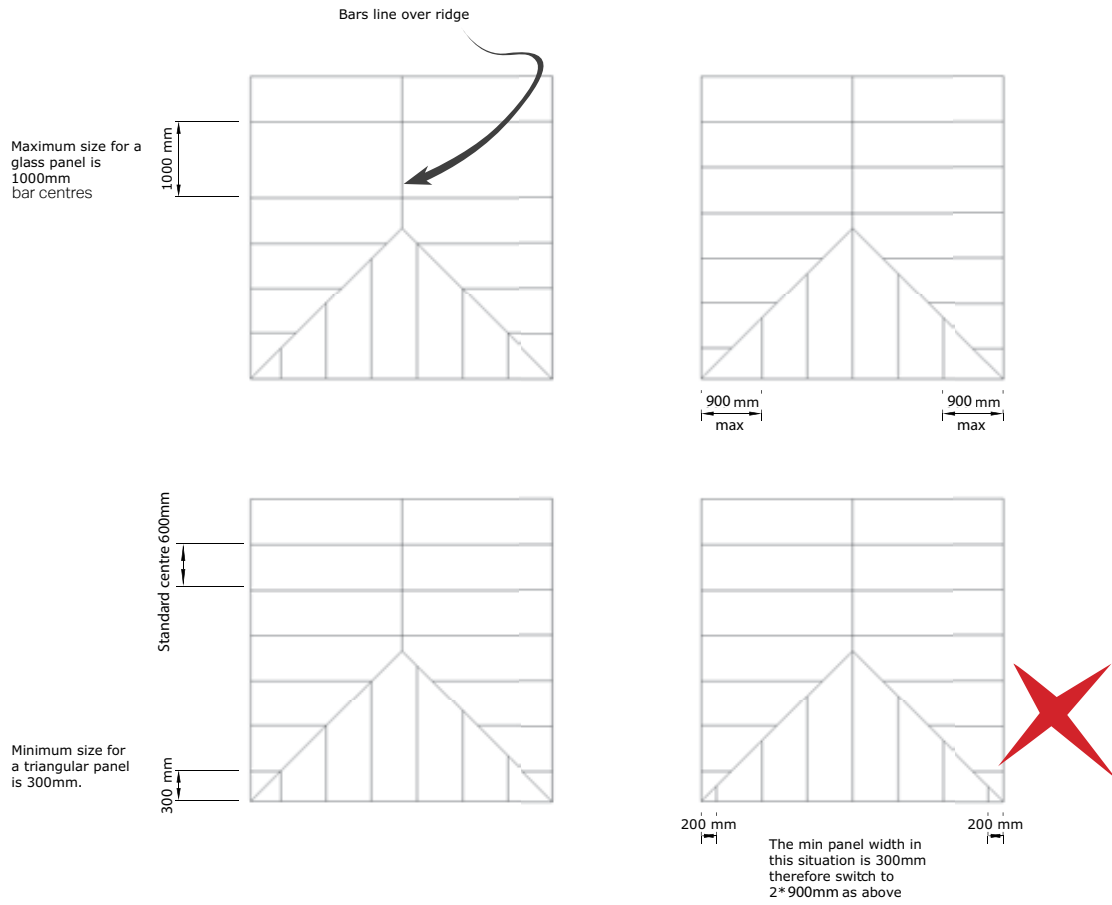 Bars line over ridge
Maximum size for a
glass panel is
1000mm
bar centres
1000 mm
900 mm
max
900 mm
max
Standard centre 600mm
Minimum size for
a triangular panel
is 300mm.
300 mm
200 mm
200 mm
The min panel width in
this situation is 300mm
therefore switch to
2*900mm as above